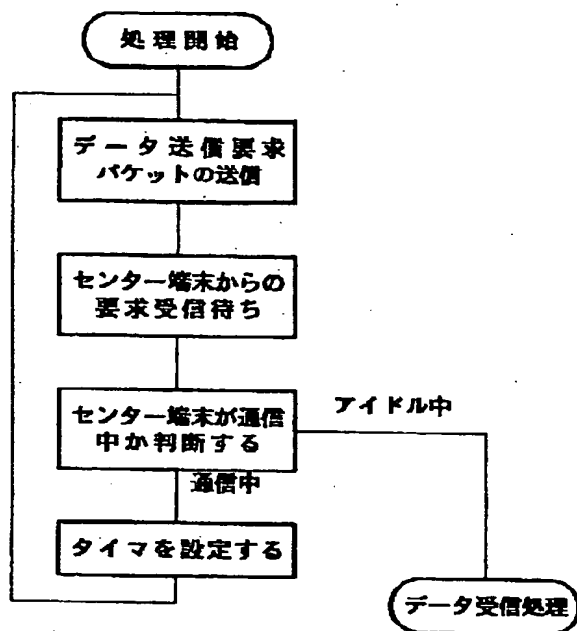 処理開始
データ送信要求
パケットの送信
センター端末からの
要求受信待ち
センター端末が通信
中か判断する
アイドル中
通信中
タイマを設定する
データ受信処理